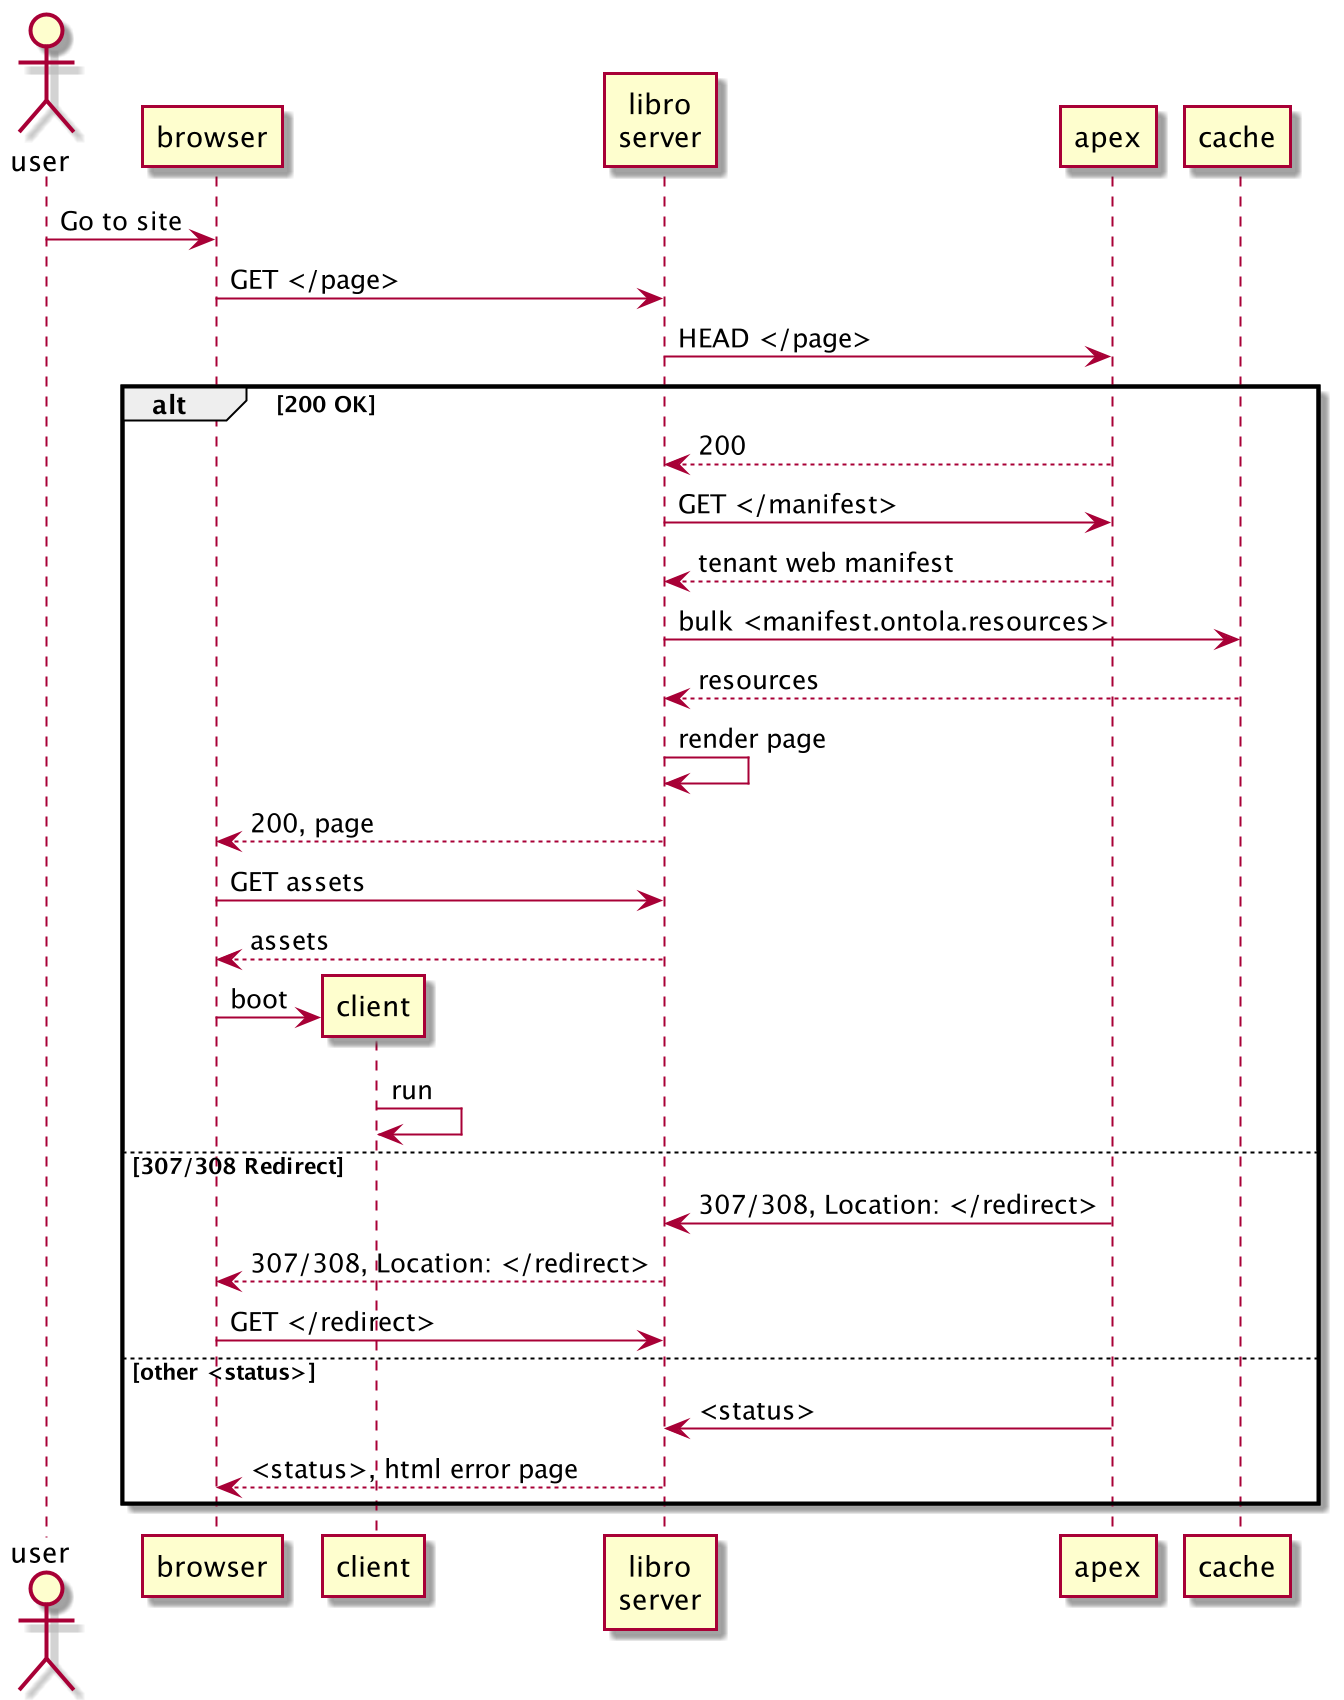 user
browser
libro
server
apex
cache
Go to site
GET </page>
HEAD </page>
alt
[200 OK]
200
GET </manifest>
tenant web manifest
bulk <manifest.ontola.resources>
resources
render page
200, page
GET assets
assets
boot
client
run
[307/308 Redirect]
307/308, Location: </redirect>
307/308, Location: </redirect>
GET </redirect>
[other <status>]
<status>
<status>, html error page
user
browser
client
libro
server
apex
cache